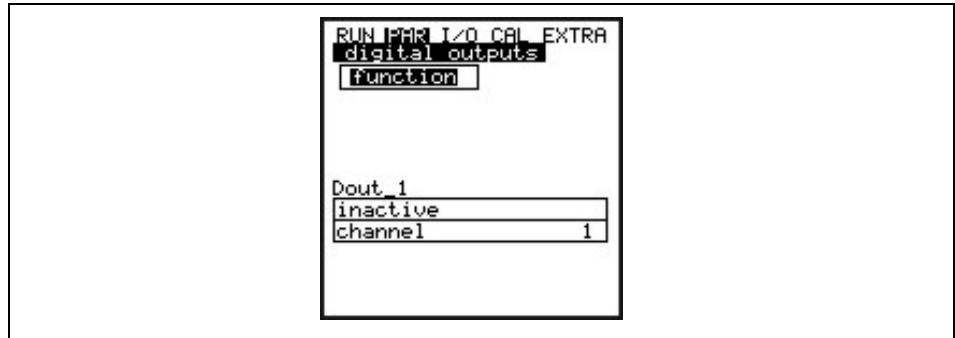 RUN PAR I/O CAL EXTRA
digital outputs
function
Dout_1
inactive
channel 1